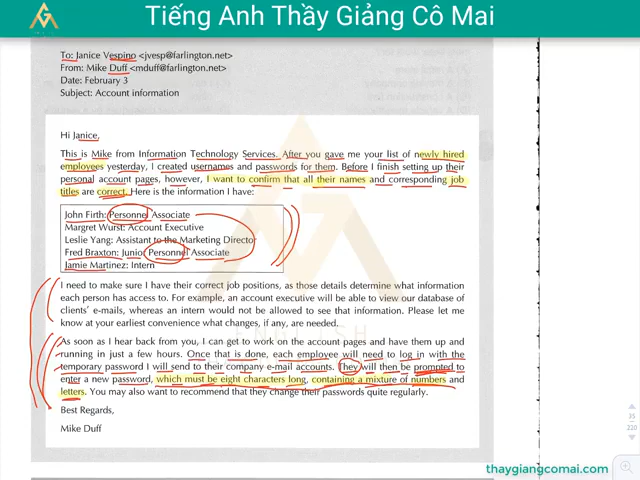 Tiếng Anh Thầy Giảng Cô Mai
To: Janice Vespino <jvesp@farlington.net>
From: Mike Duff <mduff@farlington.net>
Date: February 3
Subject: Account information
Hi Janice,
This is Mike from Information Technology Services. After you gave me your list of newly hired
employees yesterday, I created usernames and passwords for them. Before I finish setting up their
personal account pages, however, I want to confirm that all their names and corresponding job
titles are correct. Here is the information I have:
John Firth: Personnel Associate
Margret Wurst: Account Executive
Leslie Yang: Assistant to the Marketing Director
Fred Braxton: Junior Personnel Associate
Jamie Martinez: Intern
I need to make sure I have their correct job positions, as those details determine what information
each person has access to. For example, an account executive will be able to view our database of
clients' e-mails, whereas an intern would not be allowed to see that information. Please let me
know at your earliest convenience what changes, if any, are needed.
As soon as I hear back from you, I can get to work on the account pages and have them up and
running in just a few hours. Once that is done, each employee will need to log in with the
temporary password I will send to their company e-mail accounts. They will then be prompted to
enter a new password, which must be eight characters long, containing a mixture of numbers and
letters. You may also want to recommend that they change their passwords quite regularly.
Best Regards,
Mike Duff
35
220
thaygiangcomai.com